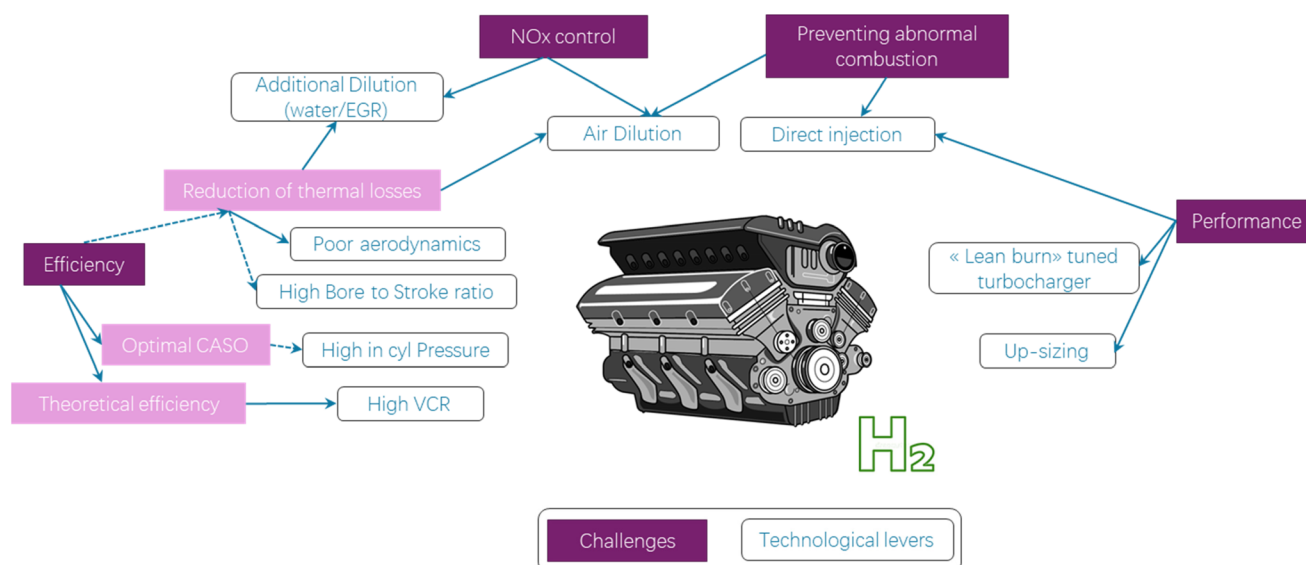 NOx control
Preventing abnormal
combustion
Additional Dilution
(water/EGR)
Air Dilution
Direct injection
Reduction of thermal losses
Performance
Poor aerodynamics
Efficiency
« Lean burn» tuned
turbocharger
High Bore to Stroke ratio
Optimal CASO
High in cyl Pressure
Up-sizing
Theoretical efficiency
High VCR
H2
Challenges
Technological levers